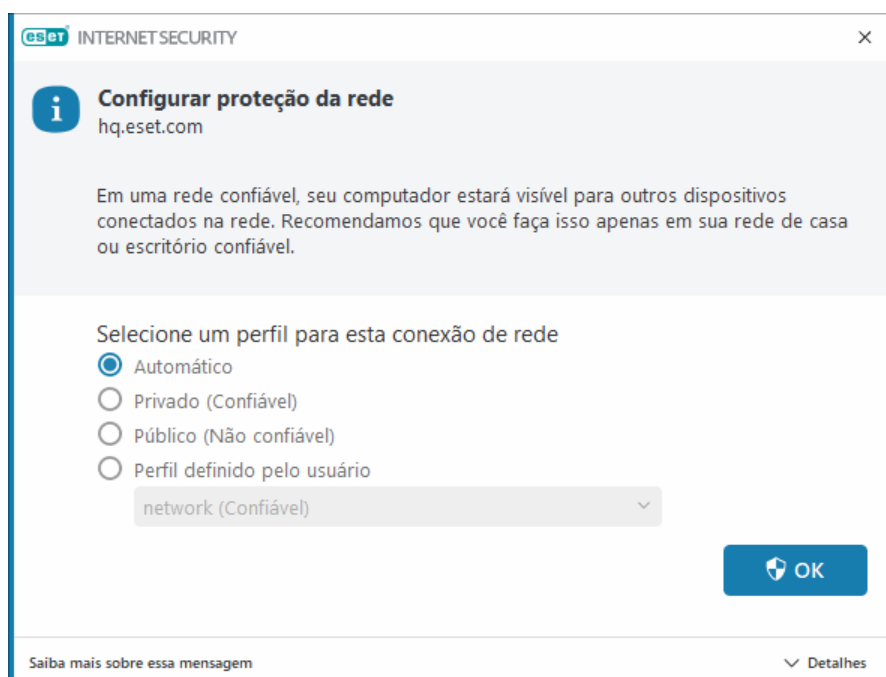 eset INTERNET SECURITY
Configurar proteção da rede
hq.eset.com
Em uma rede confiável, seu computador estará visível para outros dispositivos
conectados na rede. Recomendamos que você faça isso apenas em sua rede de casa
ou escritório confiável.
Selecione um perfil para esta conexão de rede
Automático
Privado (Confiável)
Público (Não confiável)
Perfil definido pelo usuário
network (Confiável)
OK
Saiba mais sobre essa mensagem
Detalhes